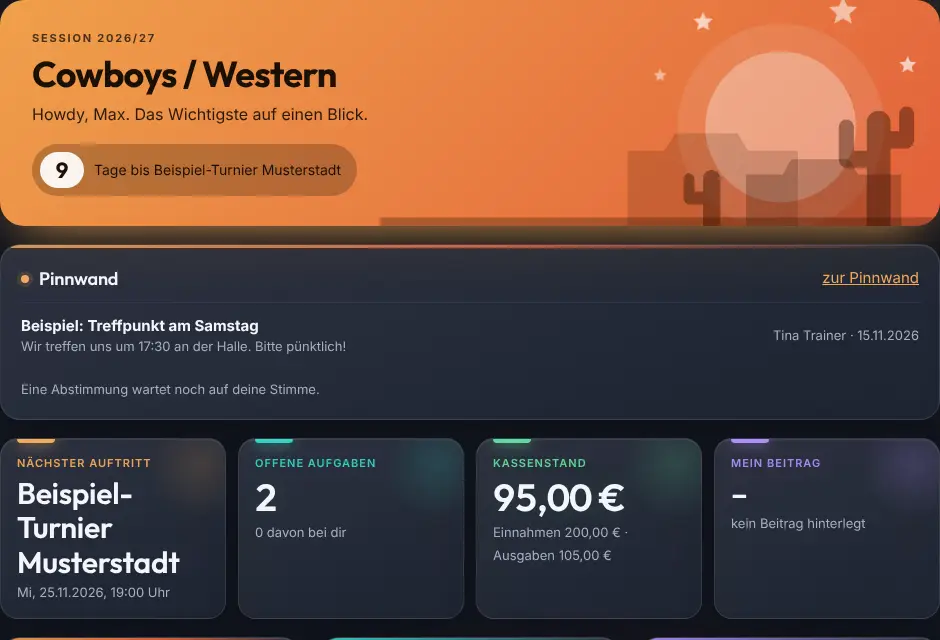 SESSION 2026/27
Cowboys / Western
Howdy, Max. Das Wichtigste auf einen Blick.
9 Tage bis Beispiel-Turnier Musterstadt
Pinnwand
zur Pinnwand
Beispiel: Treffpunkt am Samstag
Wir treffen uns um 17:30 an der Halle. Bitte pünktlich!
Tina Trainer · 15.11.2026
Eine Abstimmung wartet noch auf deine Stimme.
NÄCHSTER AUFTRITT
Beispiel-
Turnier
Musterstadt
Mi, 25.11.2026, 19:00 Uhr
OFFENE AUFGABEN
2
0 davon bei dir
KASSENSTAND
95,00 €
Einnahmen 200,00 € ·
Ausgaben 105,00 €
MEIN BEITRAG
–
kein Beitrag hinterlegt